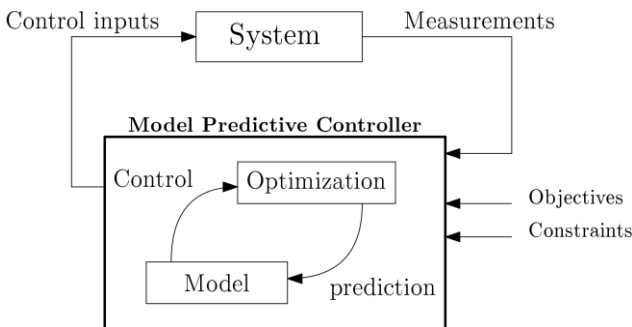 Control inputs
System
Measurements
Model Predictive Controller
Control
Optimization
Objectives
Constraints
Model
prediction